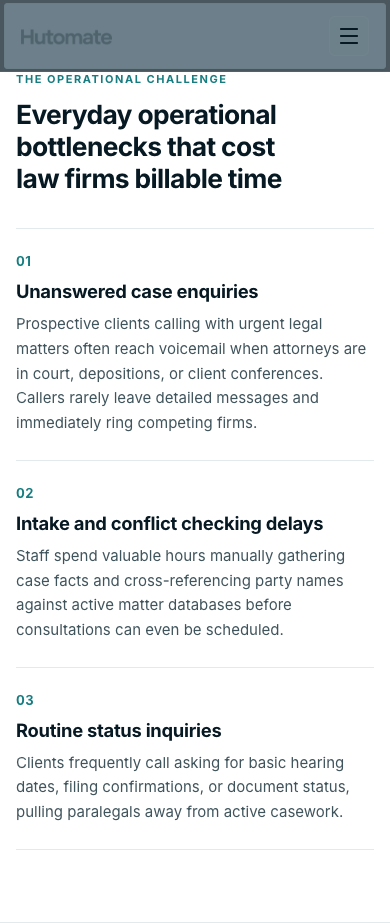 Hutomate
THE OPERATIONAL CHALLENGE
Everyday operational
bottlenecks that cost
law firms billable time
01
Unanswered case enquiries
Prospective clients calling with urgent legal
matters often reach voicemail when attorneys are
in court, depositions, or client conferences.
Callers rarely leave detailed messages and
immediately ring competing firms.
02
Intake and conflict checking delays
Staff spend valuable hours manually gathering
case facts and cross-referencing party names
against active matter databases before
consultations can even be scheduled.
03
Routine status inquiries
Clients frequently call asking for basic hearing
dates, filing confirmations, or document status,
pulling paralegals away from active casework.